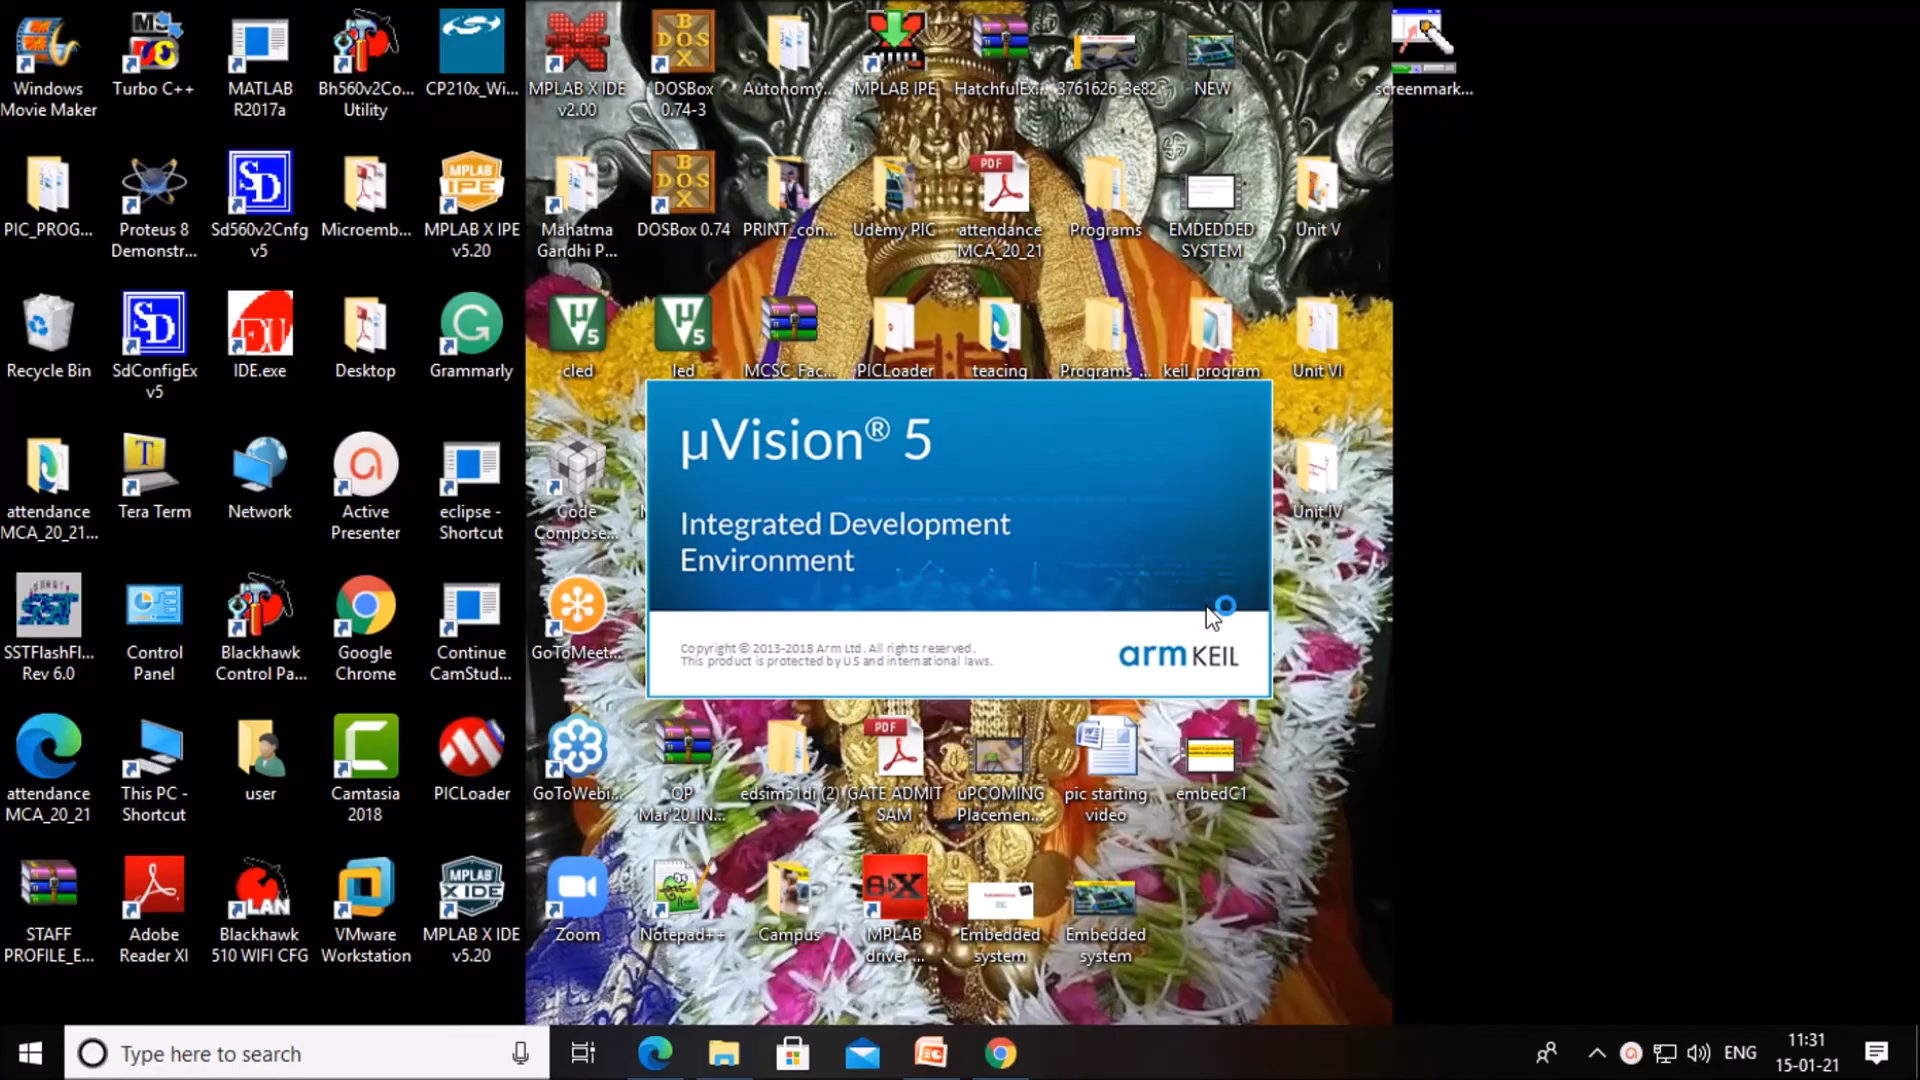 Windows
Movie Maker
Turbo C++
MATLAB
R2017a
Bh560v2Co...
Utility
CP210x_Wi...
MPLAB X IDE
v2.00
DOSBox
0.74-3
Autonomy...
MPLAB IPE
HatchfulEx...
3761626_3e82...
NEW
screenmark...
PIC_PROG...
Proteus 8
Demonstr...
Sd560v2Cnfg
v5
Microemb...
MPLAB X IPE
v5.20
Mahatma
Gandhi P...
DOSBox 0.74
PRINT_con...
Udemy PIC
attendance
MCA_20_21
Programs
EMDEDDED
SYSTEM
Unit V
Recycle Bin
SdConfigEx
v5
IDE.exe
Desktop
Grammarly
cled
led
MCSC_Fac...
PICLoader
teacing
Programs_...
keil_program
Unit VI
µVision® 5
Integrated Development
Environment
Copyright © 2013-2018 Arm Ltd. All rights reserved.
This product is protected by US and international laws.
arm KEIL
attendance
MCA_20_21...
Tera Term
Network
Active
Presenter
eclipse -
Shortcut
Code
Compose...
Unit IV
SSTFlashFl...
Rev 6.0
Control
Panel
Blackhawk
Control Pa...
Google
Chrome
Continue
CamStud...
GoToMeet...
attendance
MCA_20_21
This PC -
Shortcut
user
Camtasia
2018
PICLoader
GoToWebi...
QP
Mar'20_IN...
edsim51di (2)
GATE ADMIT
SAM
uPCOMING
Placemen...
pic starting
video
embedC1
STAFF
PROFILE_E...
Adobe
Reader XI
Blackhawk
510 WIFI CFG
VMware
Workstation
MPLAB X IDE
v5.20
Zoom
Notepad++
Campus
MPLAB
driver ...
Embedded
system
Embedded
system
Type here to search
ENG
11:31
15-01-21